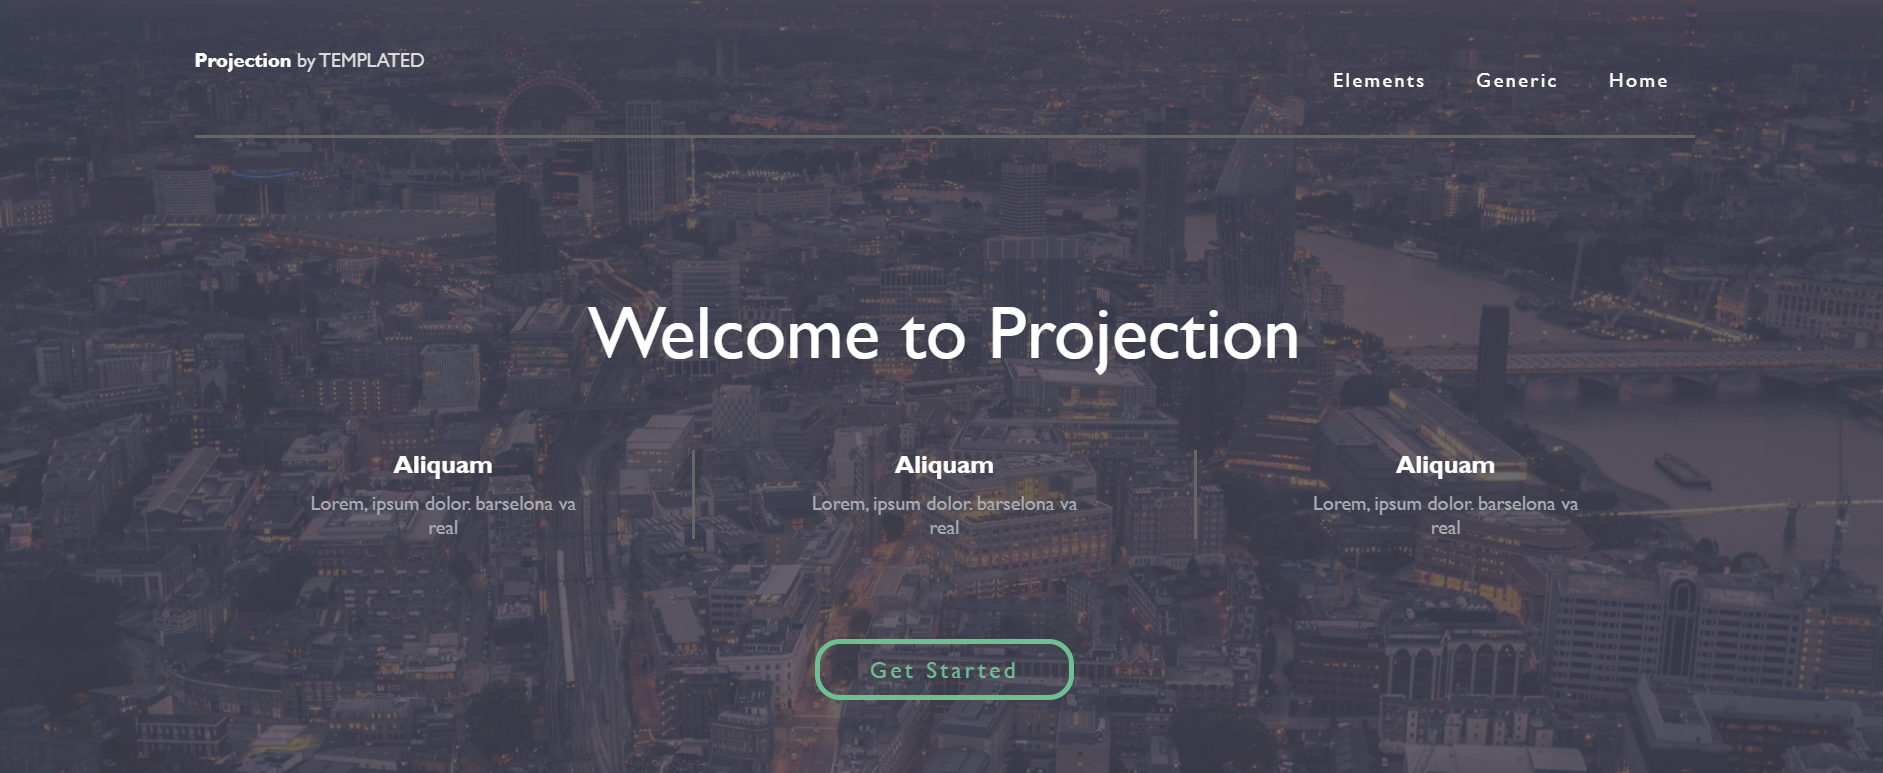 Projection by TEMPLATED
Elements Generic Home
Welcome to Projection
Aliquam
Lorem, ipsum dolor. barselona va
real
Aliquam
Lorem, ipsum dolor. barselona va
real
Aliquam
Lorem, ipsum dolor. barselona va
real
Get Started